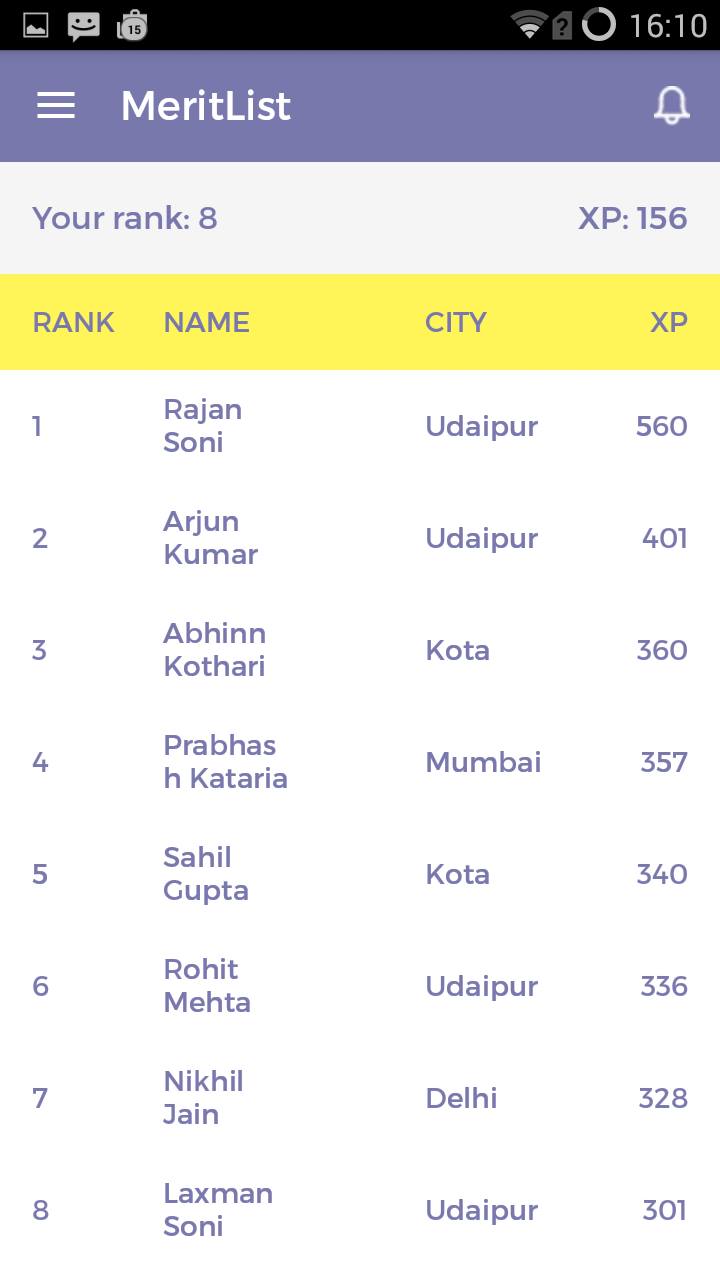 15 ? 16:10
MeritList
Your rank: 8 XP: 156
RANK NAME CITY XP
1 Rajan Soni Udaipur 560
2 Arjun Kumar Udaipur 401
3 Abhinn Kothari Kota 360
4 Prabhas
h Kataria Mumbai 357
5 Sahil Gupta Kota 340
6 Rohit Mehta Udaipur 336
7 Nikhil Jain Delhi 328
8 Laxman Soni Udaipur 301